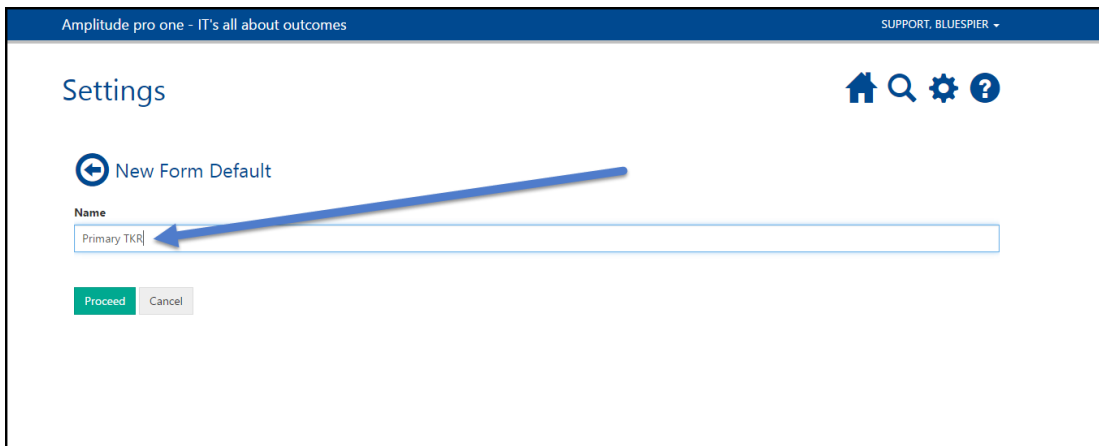 Amplitude pro one - IT's all about outcomes
SUPPORT, BLUESPIER
Settings
New Form Default
Name
Primary TKR
Proceed Cancel